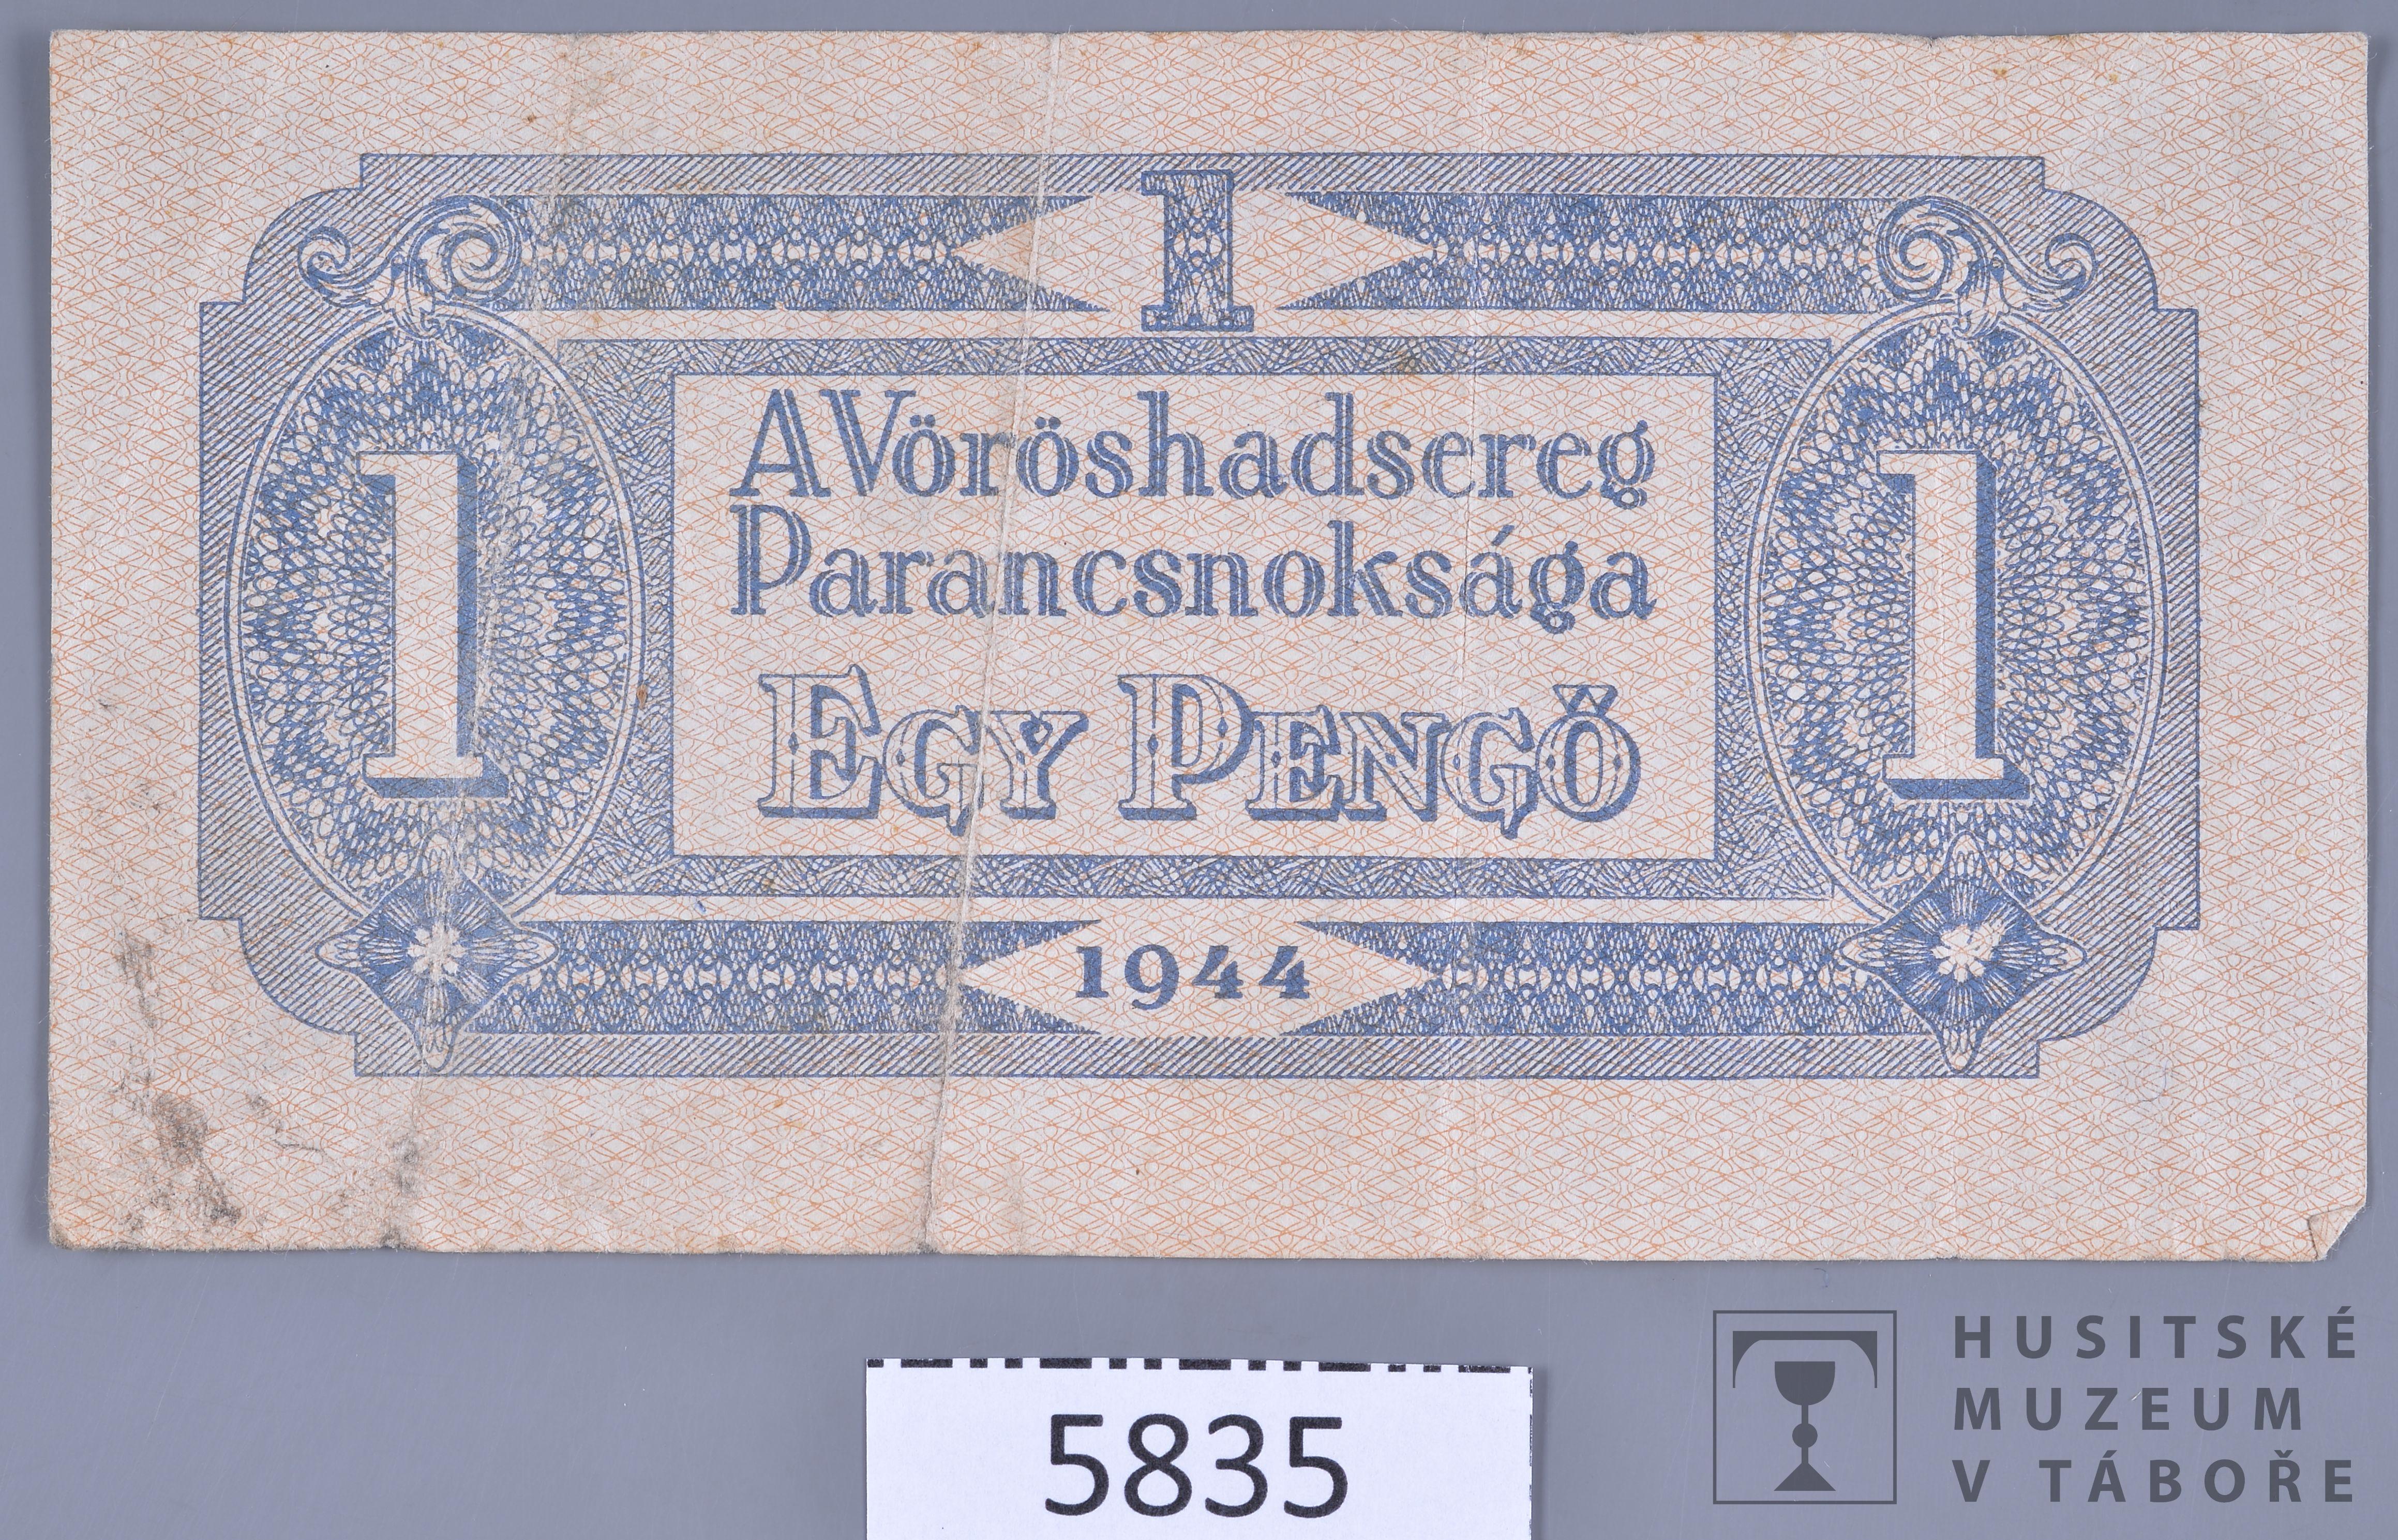 1
A Vöröshadsereg
Parancsnoksága
EGY PENGŐ
1
1
1944
5835
HUSITSKÉ
MUZEUM
V TÁBOŘE